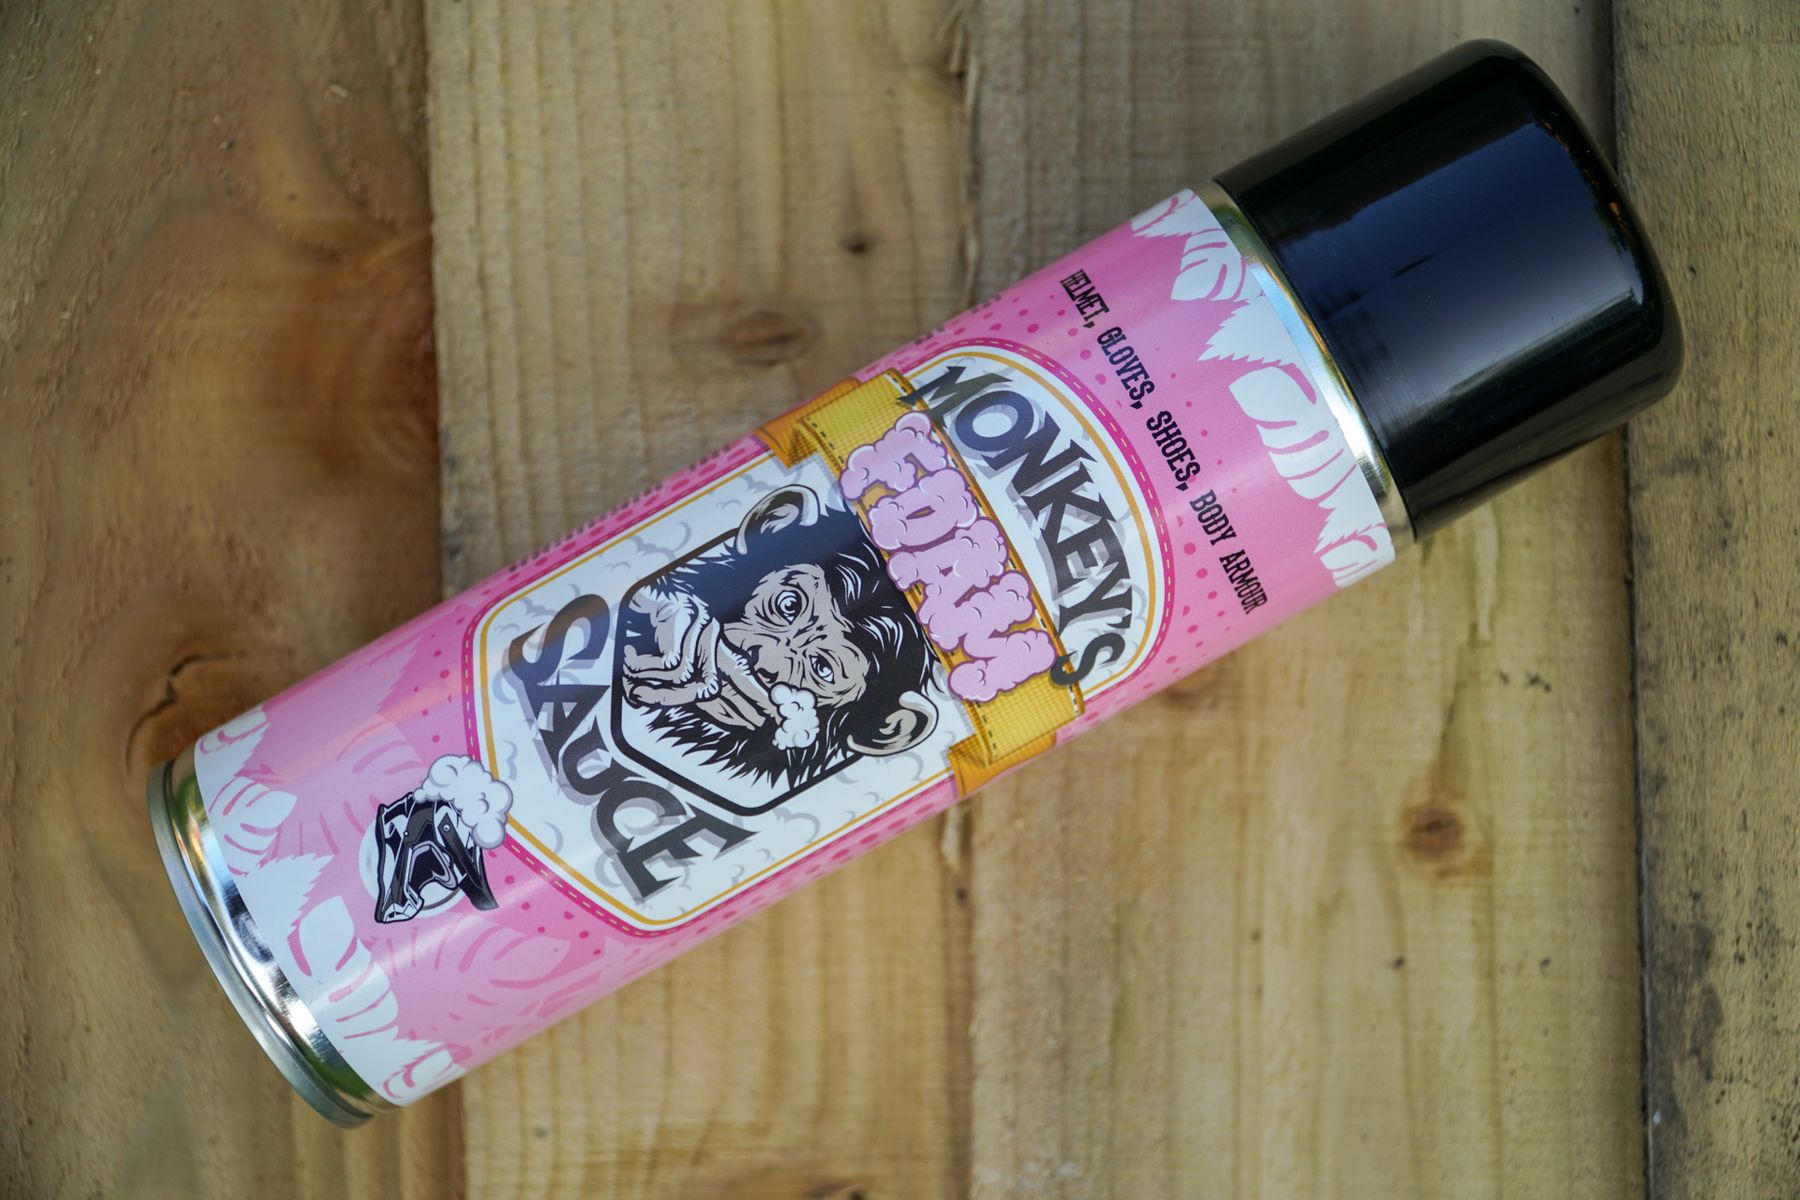 HELMET, GLOVES, SHOES, BODY ARMOUR
MONKEY'S
FOAM
SAUCE